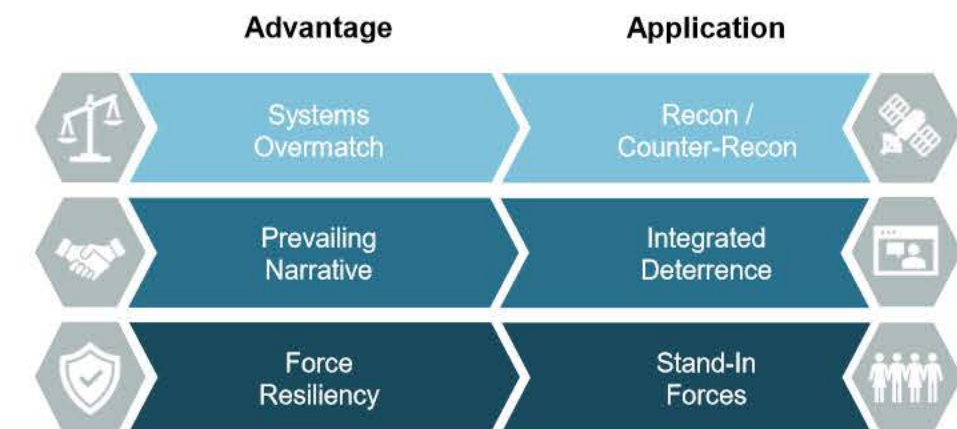 Advantage
Application
Systems
Overmatch
Recon /
Counter-Recon
Prevailing
Narrative
Integrated
Deterrence
Force
Resiliency
Stand-In
Forces